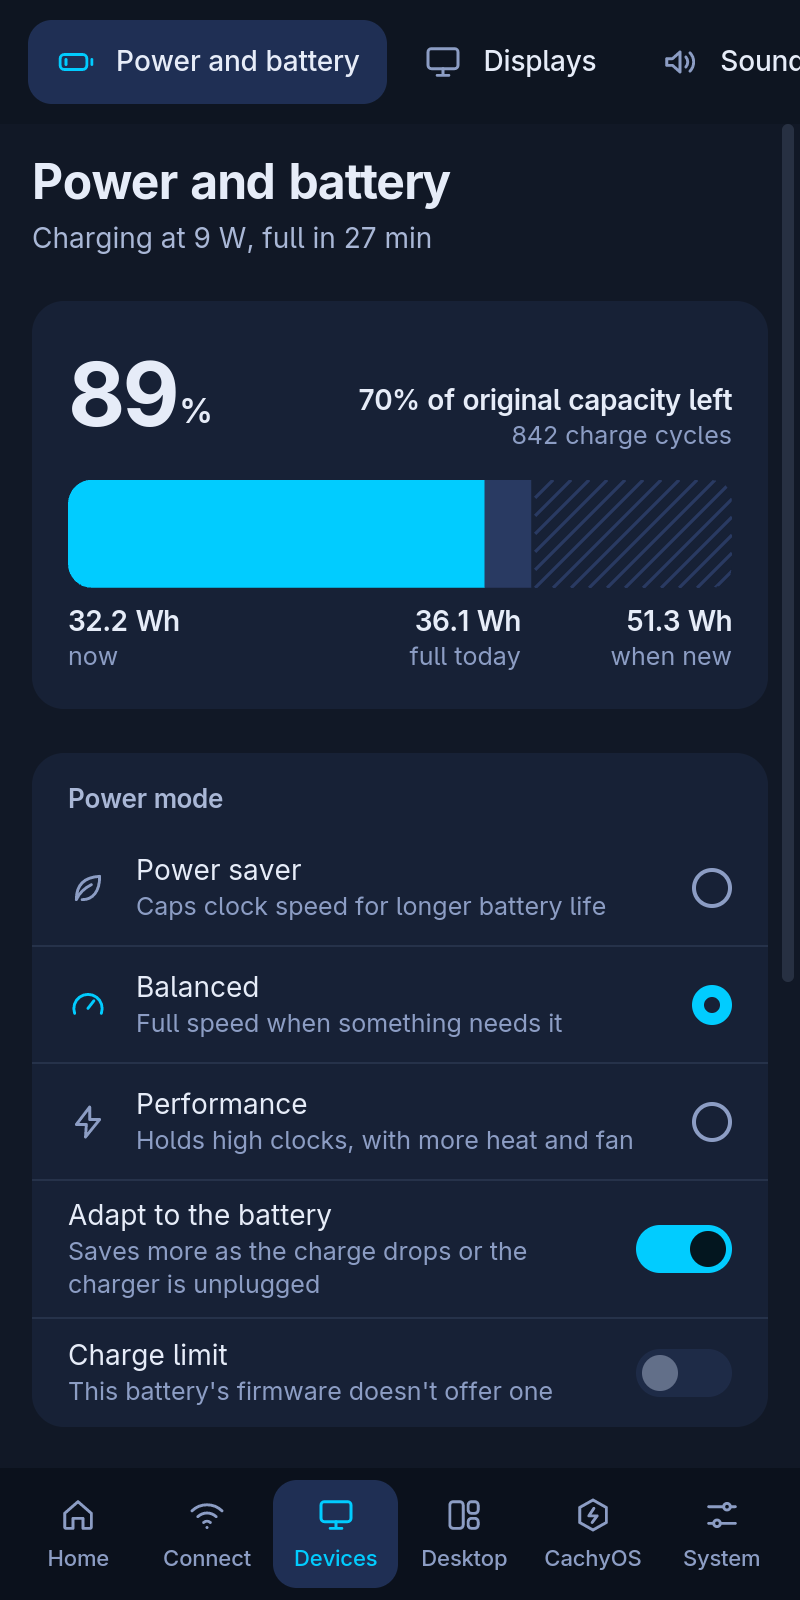 Power and battery
Displays
Sound
Power and battery
Charging at 9 W, full in 27 min
89%
70% of original capacity left
842 charge cycles
32.2 Wh
36.1 Wh
51.3 Wh
now
full today
when new
Power mode
Power saver
Caps clock speed for longer battery life
Balanced
Full speed when something needs it
Performance
Holds high clocks, with more heat and fan
Adapt to the battery
Saves more as the charge drops or the
charger is unplugged
Charge limit
This battery's firmware doesn't offer one
Home
Connect
Devices
Desktop
CachyOS
System